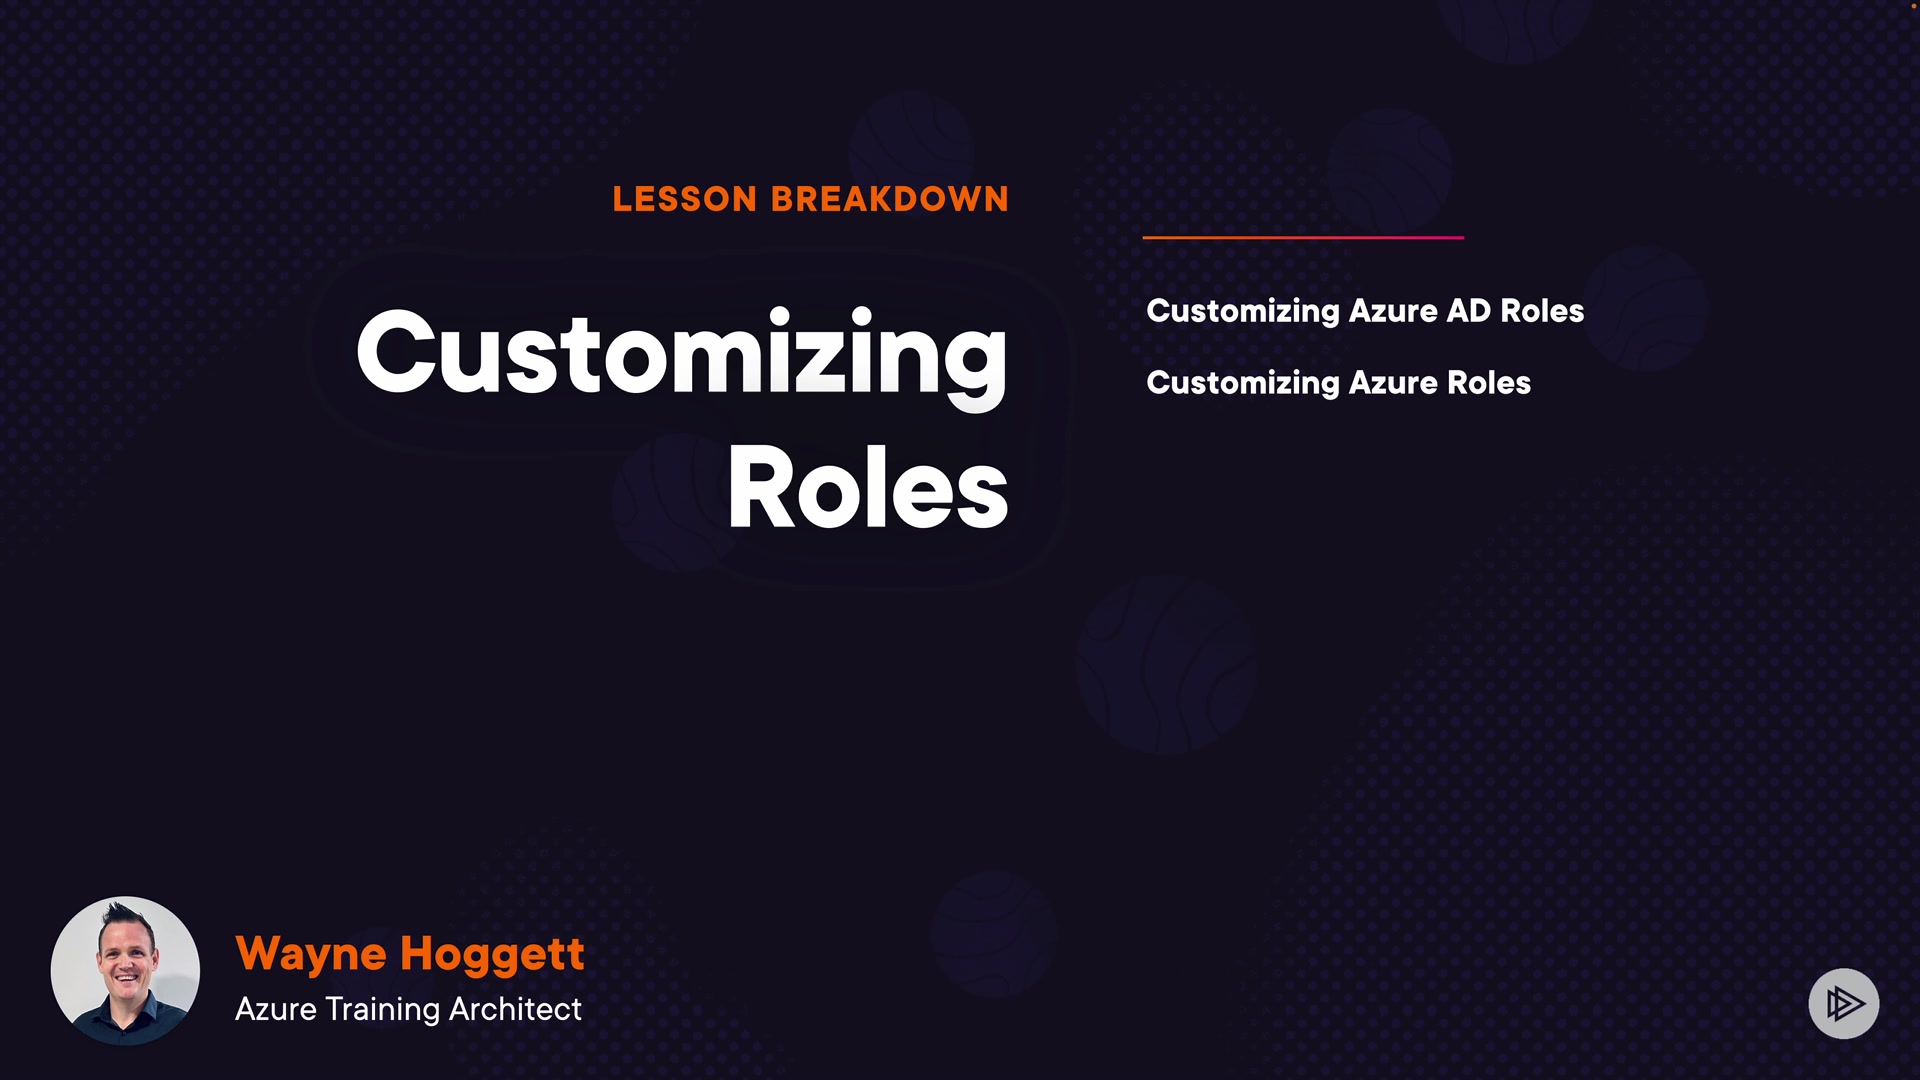 LESSON BREAKDOWN
Customizing
Roles
Customizing Azure AD Roles
Customizing Azure Roles
Wayne Hoggett
Azure Training Architect